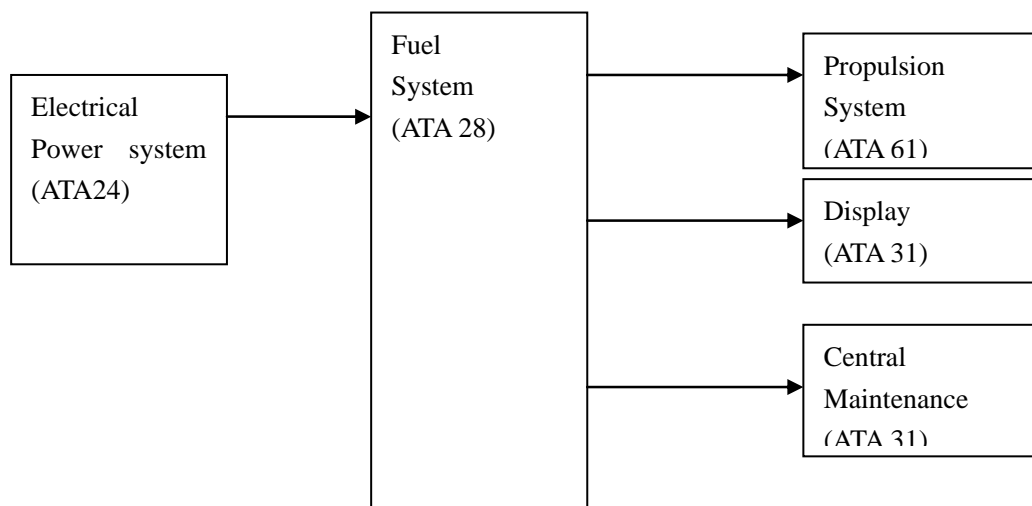 Electrical
Power system
(ATA24)
Fuel
System
(ATA 28)
Propulsion
System
(ATA 61)
Display
(ATA 31)
Central
Maintenance
(ATA 31)